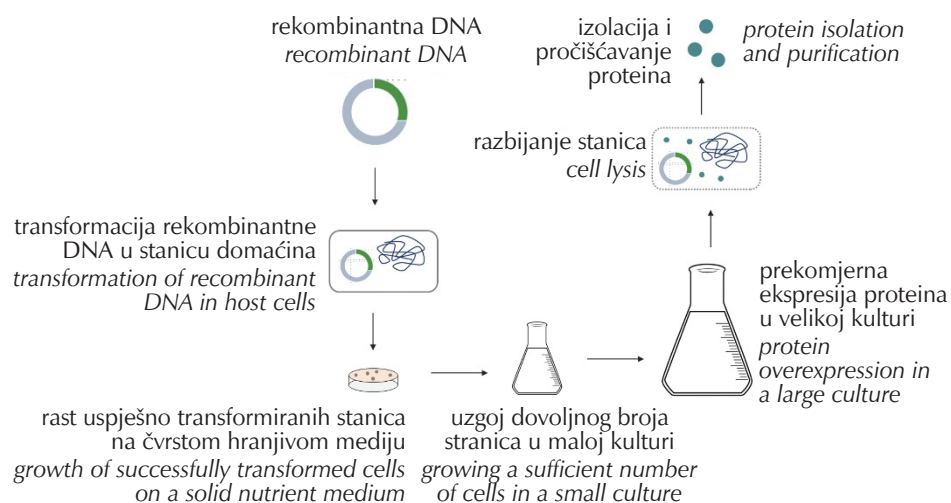 rekombinantna DNA
recombinant DNA
transformacija rekombinantne
DNA u stanicu domaćina
transformation of recombinant
DNA in host cells
rast uspješno transformiranih stanica
na čvrstom hranjivom mediju
growth of successfully transformed cells
on a solid nutrient medium
uzgoj dovoljnog broja
stranica u maloj kulturi
growing a sufficient number
of cells in a small culture
prekomjerna
ekspresija proteina
u velikoj kulturi
protein
overexpression in
a large culture
razbijanje stanica
cell lysis
izolacija i
pročišćavanje
proteina
protein isolation
and purification